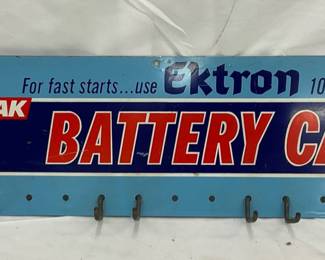 For fast starts...use Ektron 10
AK BATTERY CA